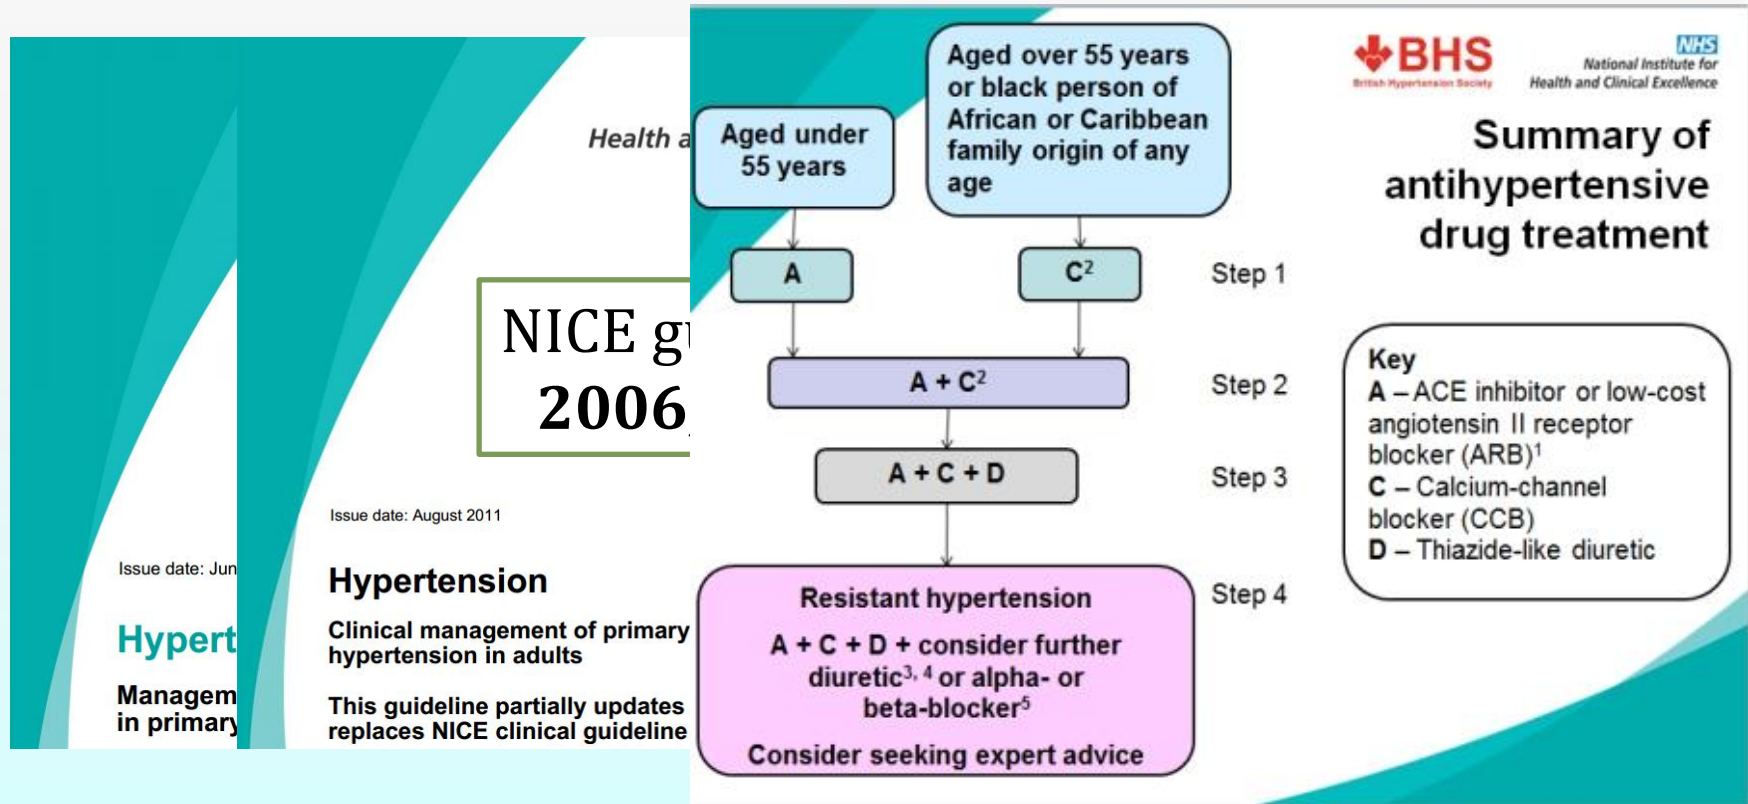 Health a
NICE gu
2006,
Issue date: August 2011
Issue date: Jun
Hypertension
Hypert
Clinical management of primary
hypertension in adults
Managem
in primary
This guideline partially updates
replaces NICE clinical guideline
Aged under
55 years
Aged over 55 years
or black person of
African or Caribbean
family origin of any
age
A
C²
Step 1
A + C²
Step 2
A + C + D
Step 3
Resistant hypertension
A + C + D + consider further
diuretic³, ⁴ or alpha- or
beta-blocker⁵
Consider seeking expert advice
Step 4
BHS
British Hypertension Society
NHS
National Institute for
Health and Clinical Excellence
Summary of
antihypertensive
drug treatment
Key
A – ACE inhibitor or low-cost
angiotensin II receptor
blocker (ARB)¹
C – Calcium-channel
blocker (CCB)
D – Thiazide-like diuretic